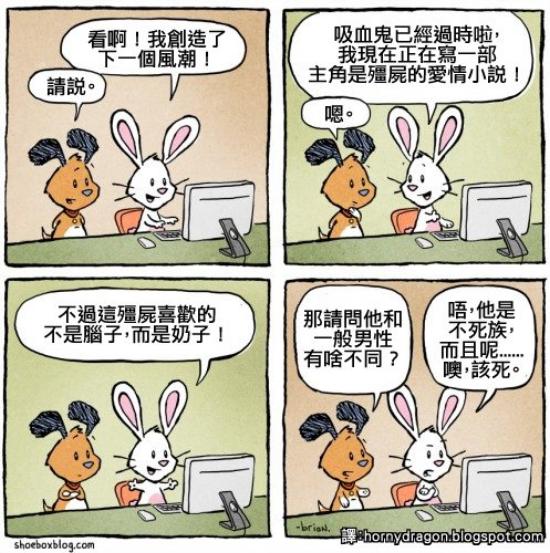 看啊！我創造了
下一個風潮！
請説。
吸血鬼已經過時啦，
我現在正在寫一部
主角是殭屍的愛情小説！
嗯。
不過這殭屍喜歡的
不是腦子，而是奶子！
那請問他和
一般男性
有啥不同？
唔，他是
不死族，
而且呢……
噢，該死。
shoeboxblog.com
-brian.
譯:hornydragon.blogspot.com